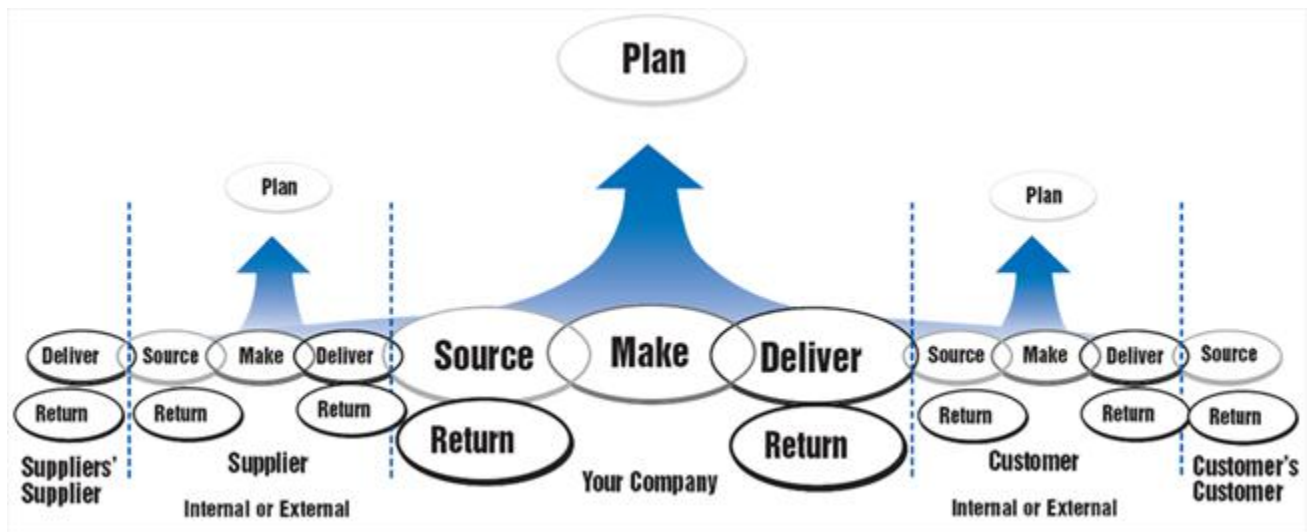 Plan
Plan
Plan
Deliver Source Make Deliver Source Make Deliver Source Make Deliver Source
Return Return Return Return Return Return Return Return
Suppliers'
Supplier
Supplier
Internal or External
Your Company
Customer
Internal or External
Customer's
Customer